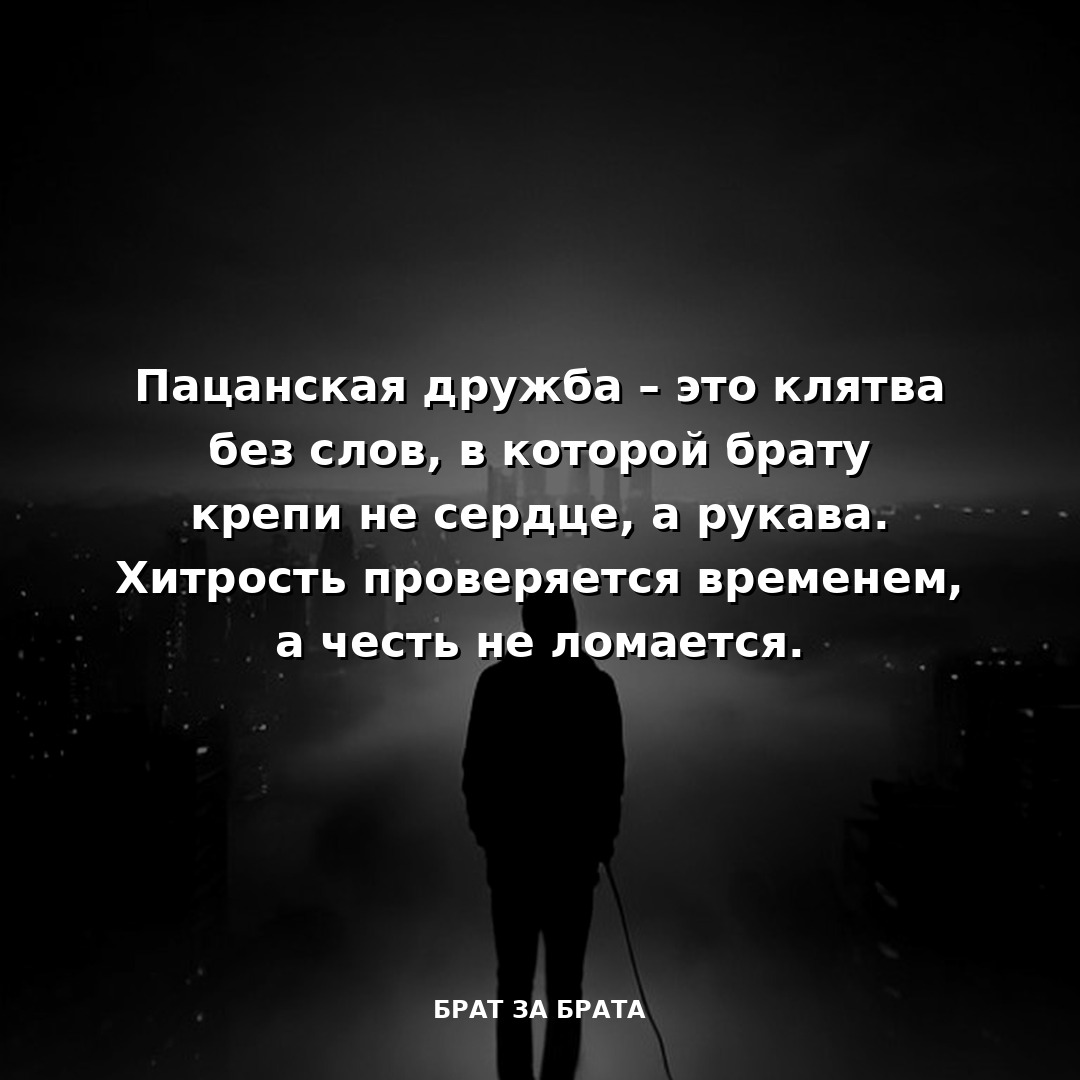 Пацанская дружба – это клятва
без слов, в которой брату
крепи не сердце, а рукава.
Хитрость проверяется временем,
а честь не ломается.
БРАТ ЗА БРАТА